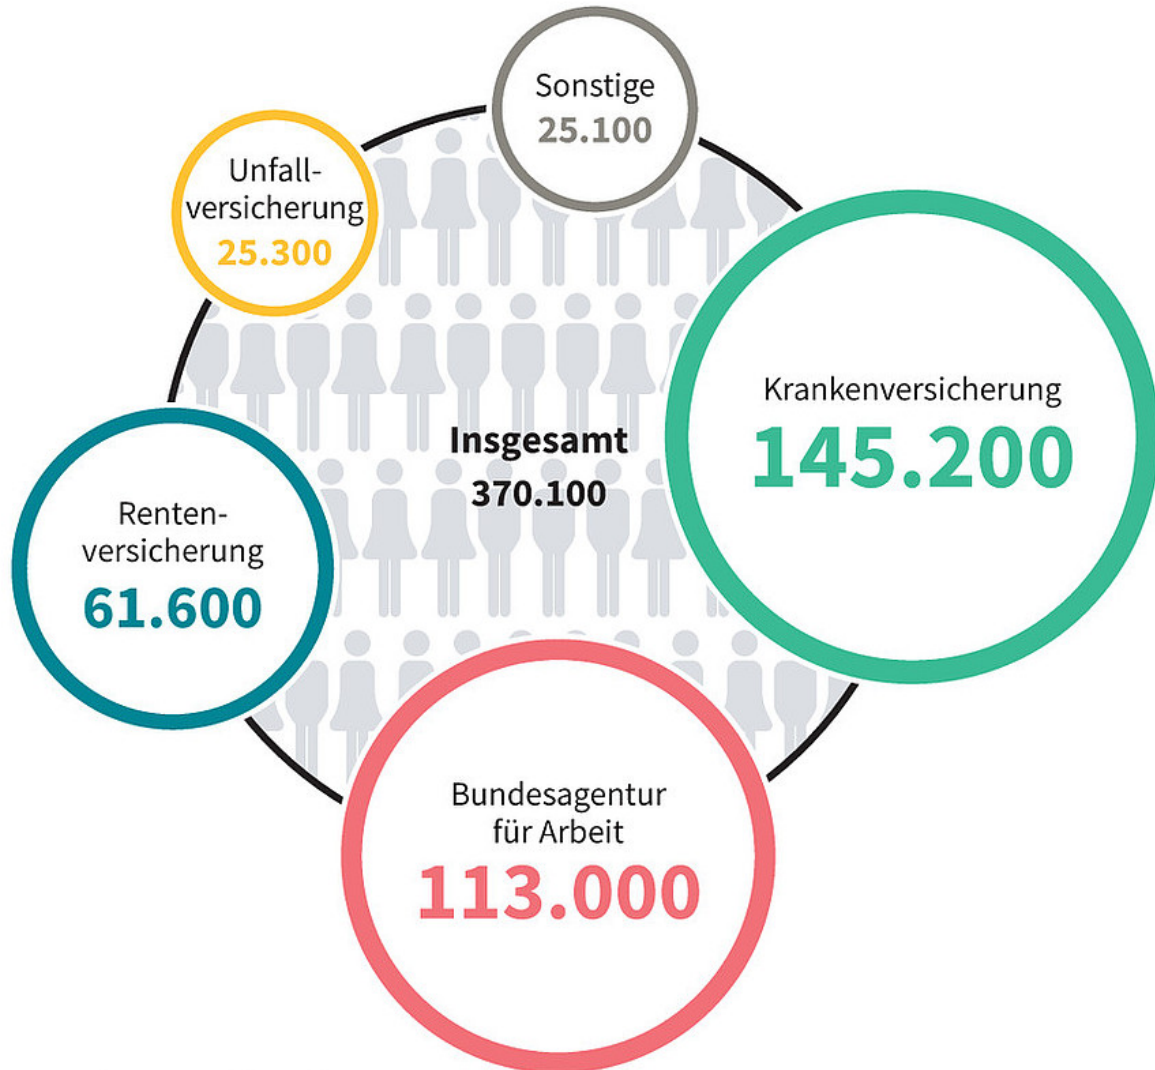 Sonstige
25.100
Unfall-
versicherung
25.300
Krankenversicherung
145.200
Insgesamt
370.100
Renten-
versicherung
61.600
Bundesagentur
für Arbeit
113.000